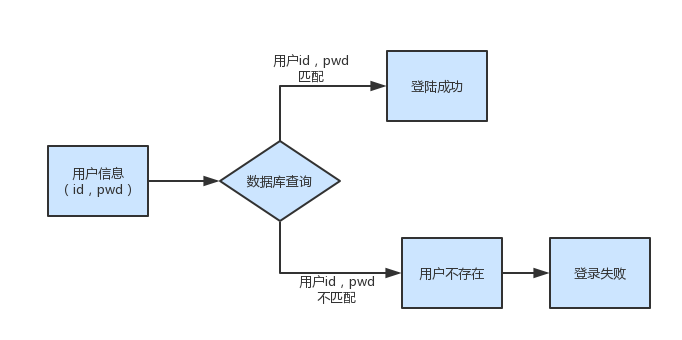 用户id，pwd
匹配
登陆成功
用户信息
（id，pwd）
数据库查询
用户不存在
登录失败
用户id，pwd
不匹配